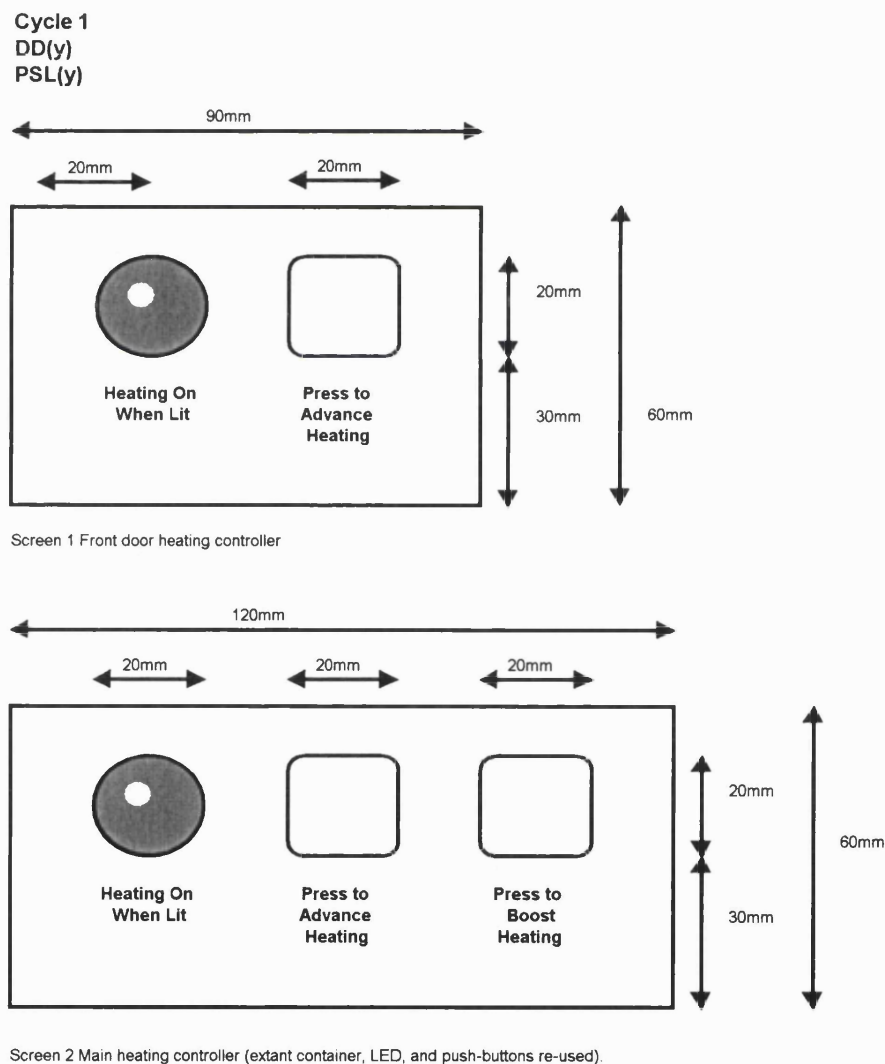 Cycle 1
DD(y)
PSL(y)
90mm
20mm 20mm
20mm
Heating On
When Lit
Press to
Advance
Heating
30mm
60mm
Screen 1 Front door heating controller
120mm
20mm 20mm 20mm
20mm
60mm
Heating On
When Lit
Press to
Advance
Heating
Press to
Boost
Heating
30mm
Screen 2 Main heating controller (extant container, LED, and push-buttons re-used).